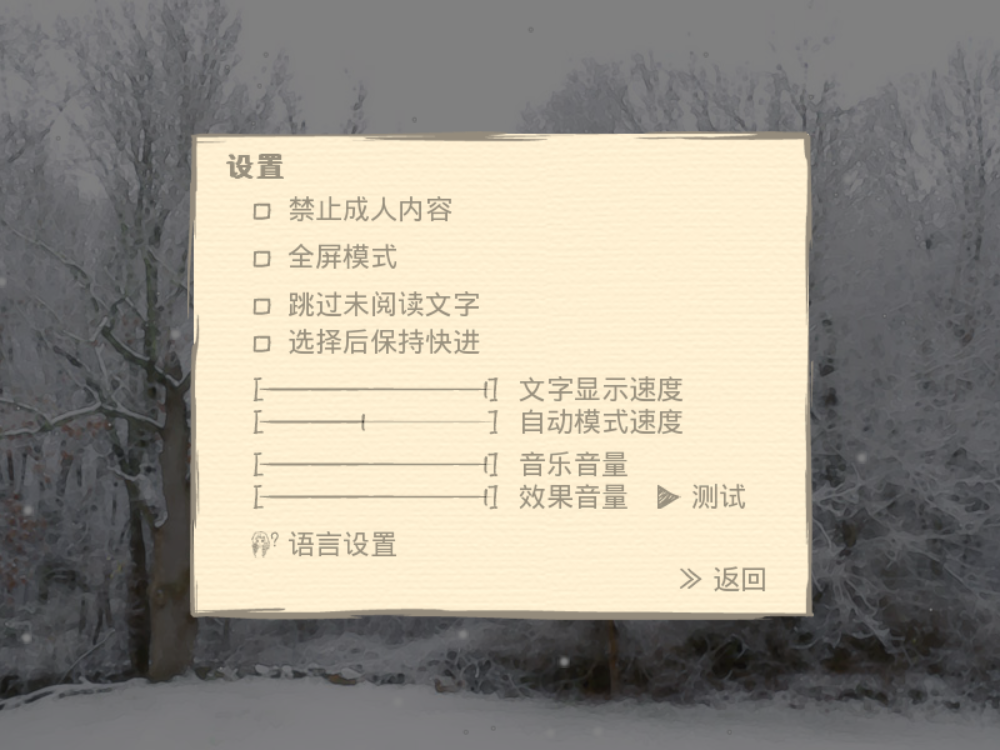 设置
禁止成人内容
全屏模式
跳过未阅读文字
选择后保持快进
文字显示速度
自动模式速度
音乐音量
效果音量 测试
? 语言设置
返回